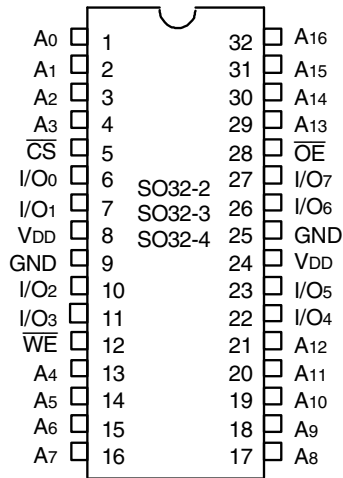 A0 1 32 A16
A1 2 31 A15
A2 3 30 A14
A3 4 29 A13
C̅S̅ 5 28 O̅E̅
I/O0 6 SO32-2 27 I/O7
I/O1 7 SO32-3 26 I/O6
VDD 8 SO32-4 25 GND
GND 9 24 VDD
I/O2 10 23 I/O5
I/O3 11 22 I/O4
W̅E̅ 12 21 A12
A4 13 20 A11
A5 14 19 A10
A6 15 18 A9
A7 16 17 A8